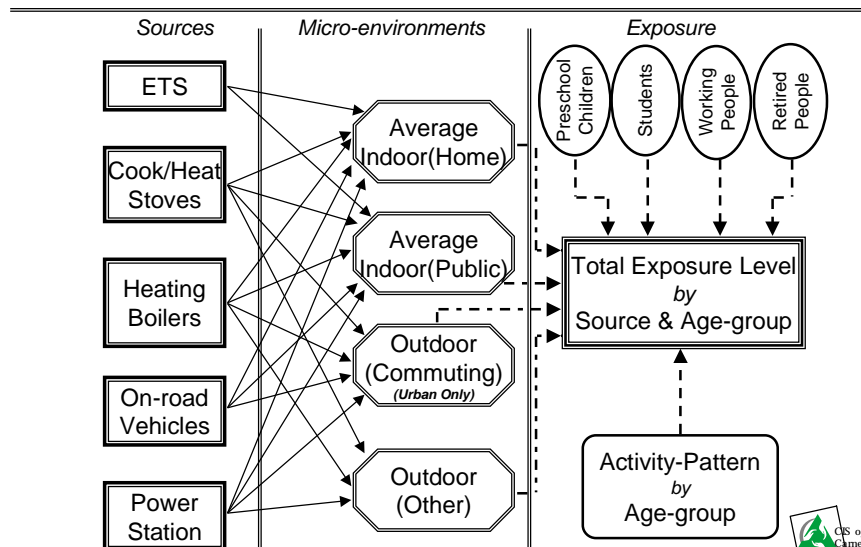 Sources
Micro-environments
Exposure
ETS
Cook/Heat
Stoves
Heating
Boilers
On-road
Vehicles
Power
Station
Average
Indoor(Home)
Average
Indoor(Public)
Outdoor
(Commuting)
(Urban Only)
Outdoor
(Other)
Preschool
Children
Students
Working
People
Retired
People
Total Exposure Level
by
Source & Age-group
Activity-Pattern
by
Age-group